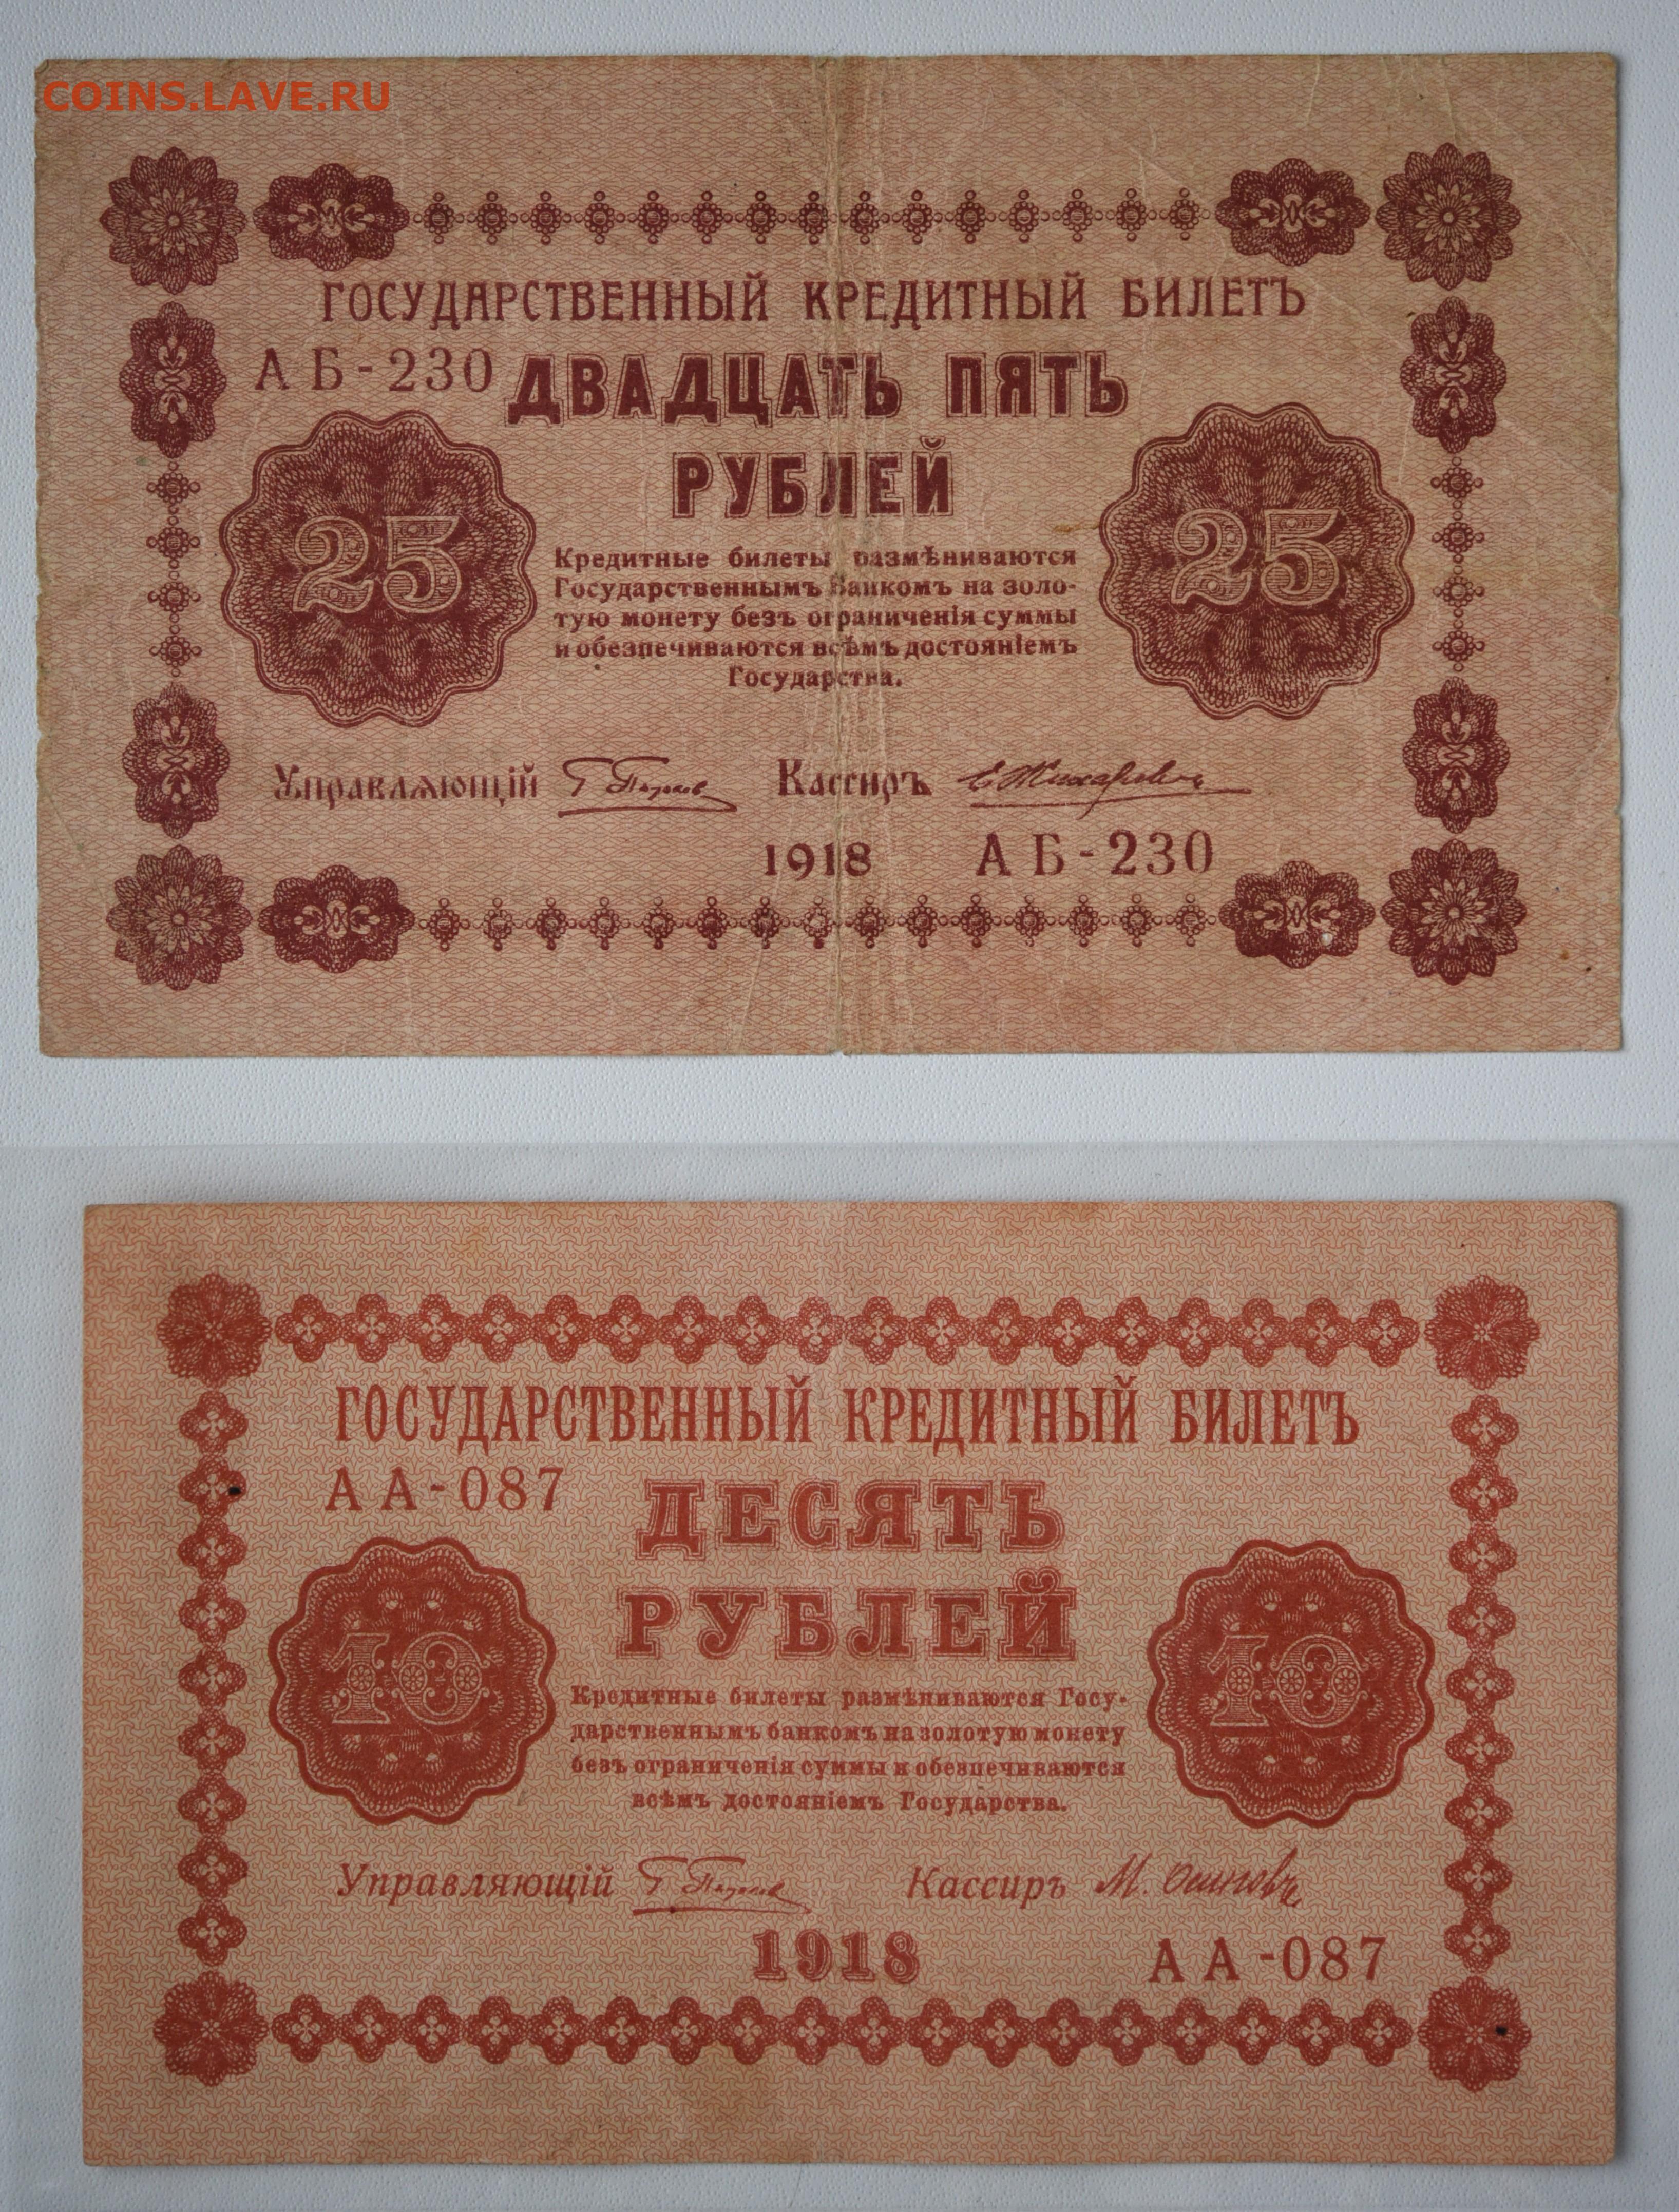 COINS.LAVE.RU
ГОСУДАРСТВЕННЫЙ КРЕДИТНЫЙ БИЛЕТЪ
АБ-230
ДВАДЦАТЬ ПЯТЬ
РУБЛЕЙ
25
25
Кредитные билеты размѣниваются
Государственнымъ Банкомъ на золо-
тую монету безъ ограниченія суммы
и обезпечиваются всѣмъ достояніемъ
Государства.
Управляющій Кассиръ
1918 АБ-230
ГОСУДАРСТВЕННЫЙ КРЕДИТНЫЙ БИЛЕТЪ
АА-087
ДЕСЯТЬ
РУБЛЕЙ
10
10
Кредитные билеты размѣниваются Госу-
дарственнымъ банкомъ на золотую монету
безъ ограниченія суммы и обезпечиваются
всѣмъ достояніемъ Государства.
Управляющій Кассиръ М. Осиповъ
1918 АА-087